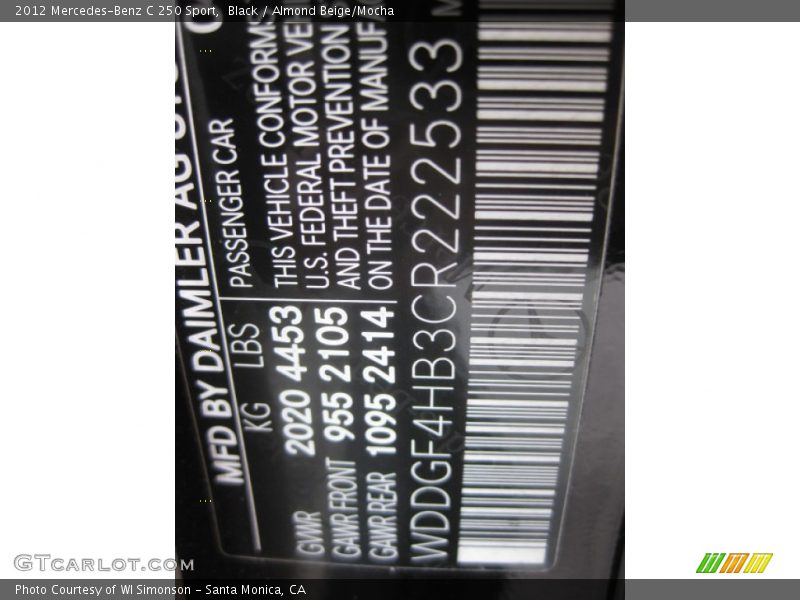 2012 Mercedes-Benz C 250 Sport,  Black / Almond Beige/Mocha
MFD BY DAIMLER AG
KG LBS
GWR 2020 4453
GAWR FRONT 955 2105
GAWR REAR 1095 2414
PASSENGER CAR
THIS VEHICLE CONFORMS
U.S. FEDERAL MOTOR VE
AND THEFT PREVENTION
ON THE DATE OF MANUF
WDDGF4HB3CR222533
GTCARLOT.COM
Photo Courtesy of WI Simonson - Santa Monica, CA